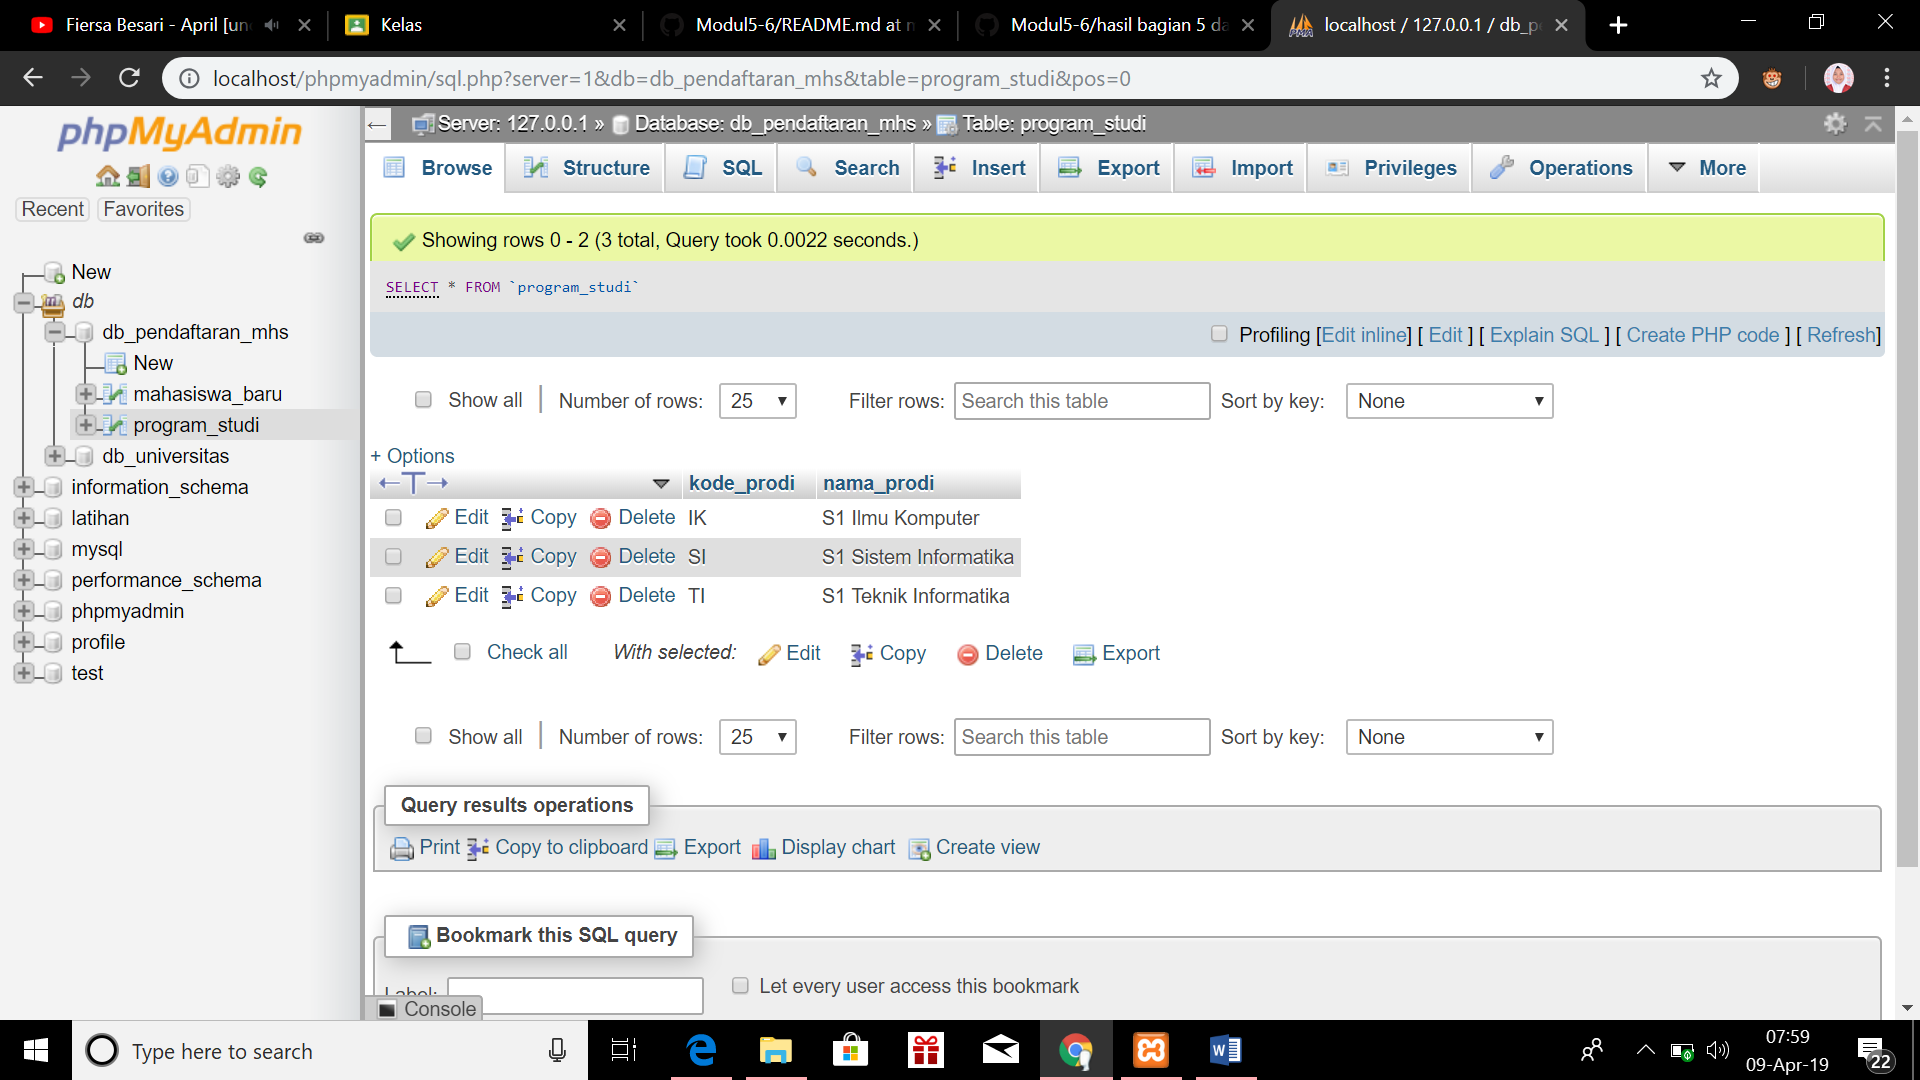 Fiersa Besari - April [un
Kelas
Modul5-6/README.md at m
Modul5-6/hasil bagian 5 da
localhost / 127.0.0.1 / db_p
localhost/phpmyadmin/sql.php?server=1&db=db_pendaftaran_mhs&table=program_studi&pos=0
phpMyAdmin
Recent Favorites
New
db
db_pendaftaran_mhs
New
mahasiswa_baru
program_studi
db_universitas
information_schema
latihan
mysql
performance_schema
phpmyadmin
profile
test
Server: 127.0.0.1 » Database: db_pendaftaran_mhs » Table: program_studi
Browse Structure SQL Search Insert Export Import Privileges Operations More
Showing rows 0 - 2 (3 total, Query took 0.0022 seconds.)
SELECT * FROM `program_studi`
Profiling [Edit inline] [ Edit ] [ Explain SQL ] [ Create PHP code ] [ Refresh]
Show all Number of rows: 25 Filter rows: Search this table Sort by key: None
+ Options
←T→ kode_prodi nama_prodi
Edit Copy Delete IK S1 Ilmu Komputer
Edit Copy Delete SI S1 Sistem Informatika
Edit Copy Delete TI S1 Teknik Informatika
Check all With selected: Edit Copy Delete Export
Show all Number of rows: 25 Filter rows: Search this table Sort by key: None
Query results operations
Print Copy to clipboard Export Display chart Create view
Bookmark this SQL query
Label: Let every user access this bookmark
Console
Type here to search
07:59
09-Apr-19
22